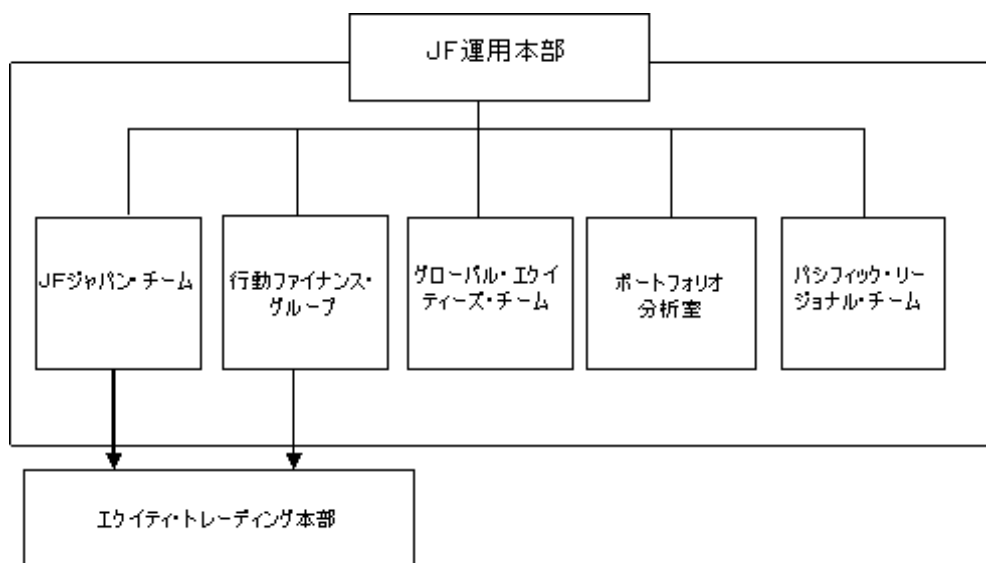 JF運用本部
JFジャパン・チーム
行動ファイナンス・
グループ
グローバル・エクイ
ティーズ・チーム
ポートフォリオ
分析室
パシフィック・リー
ジョナル・チーム
エクイティ・トレーディング本部